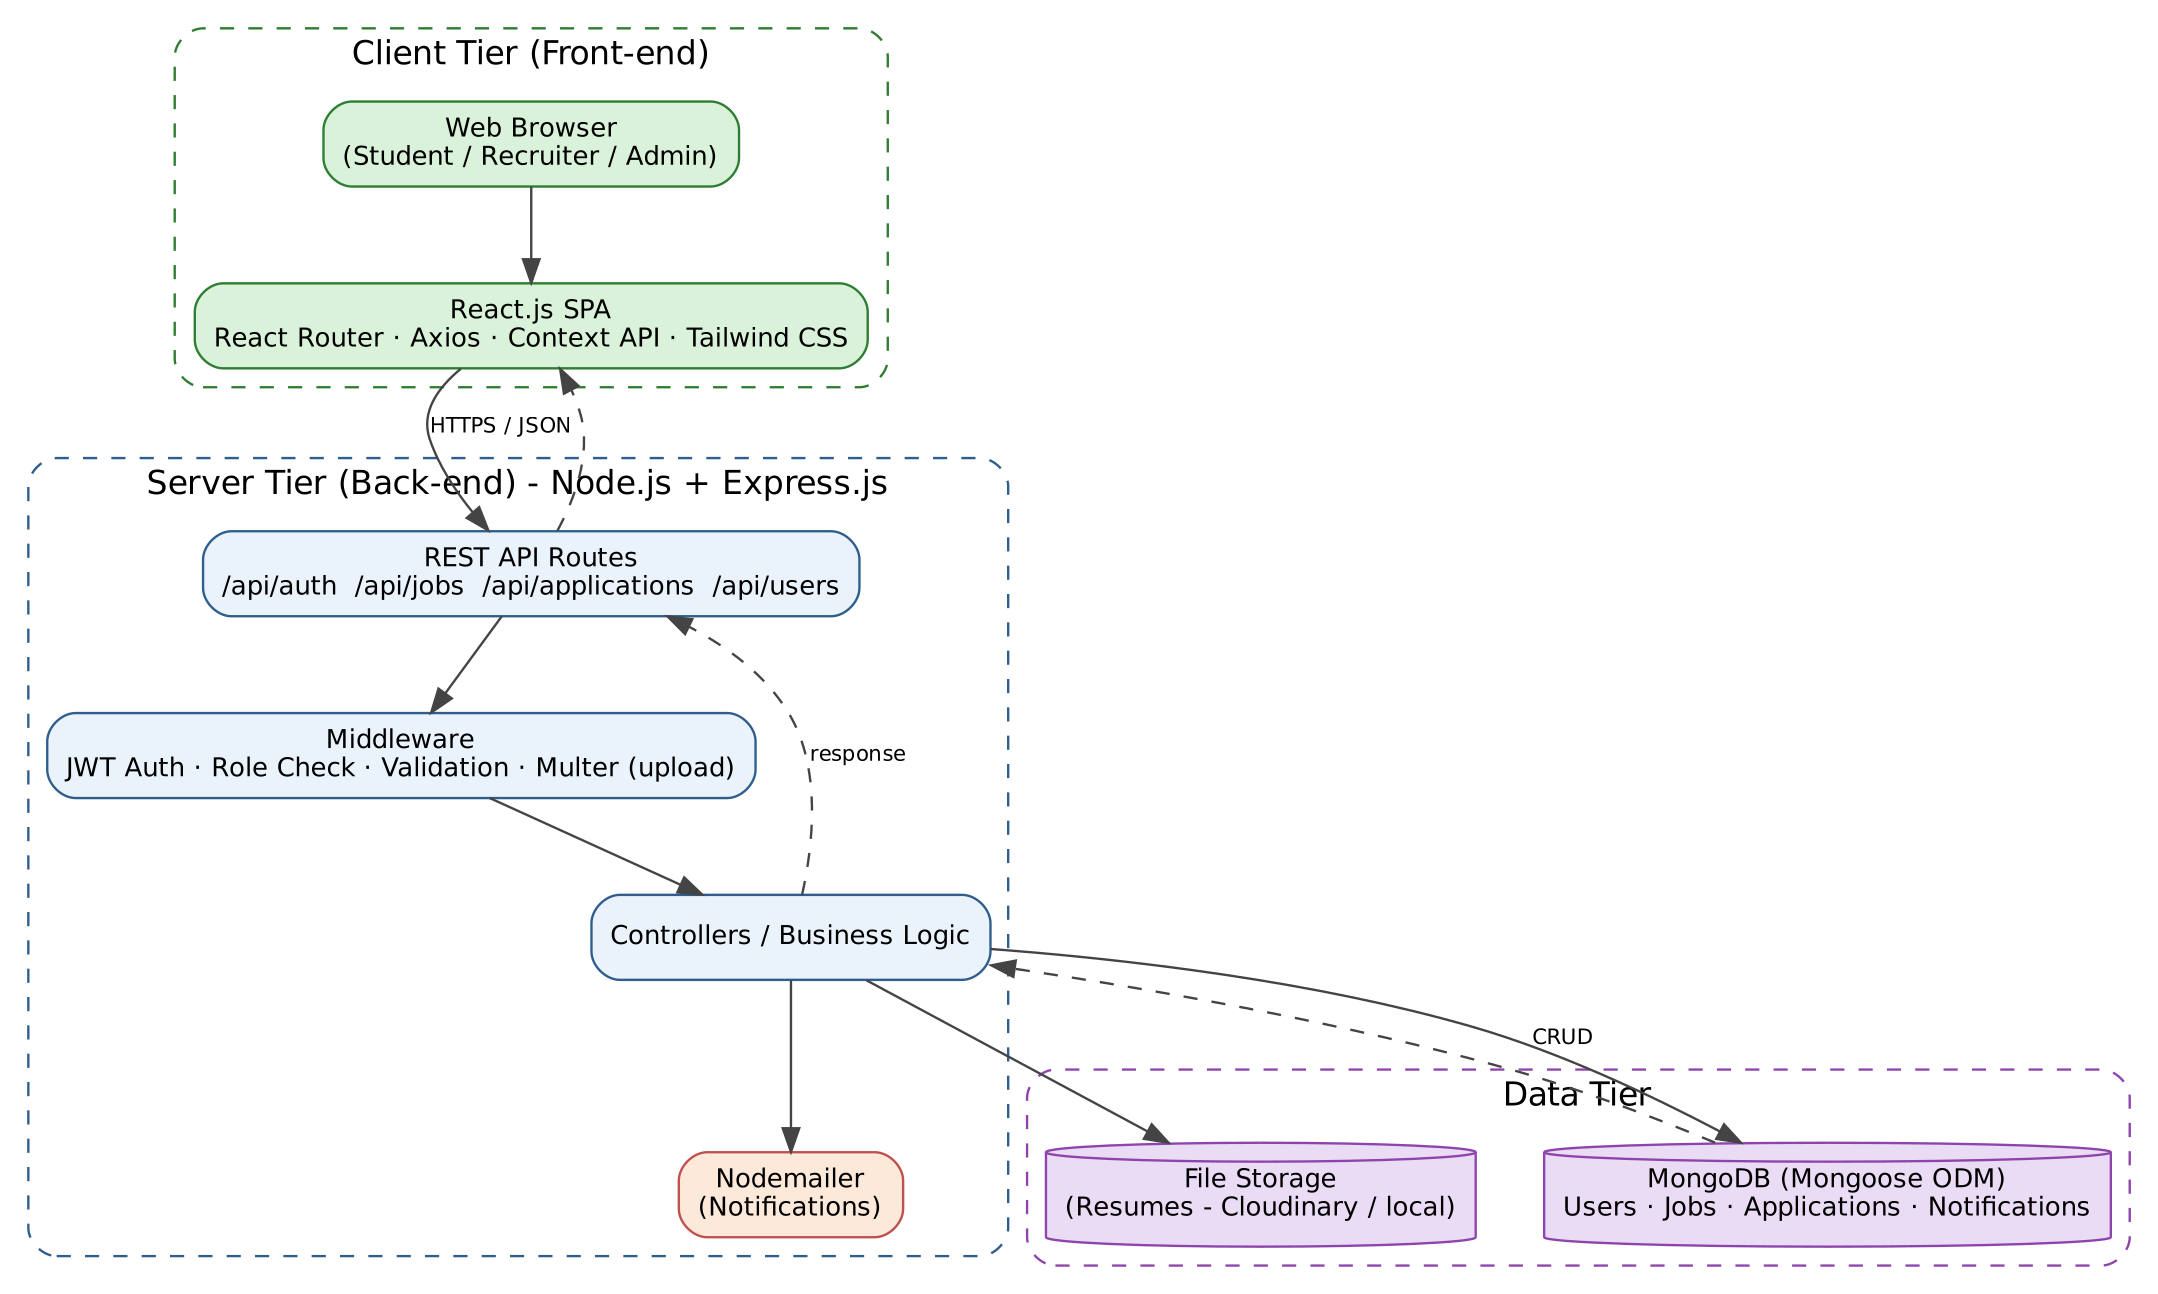 Client Tier (Front-end)
Web Browser
(Student / Recruiter / Admin)
React.js SPA
React Router · Axios · Context API · Tailwind CSS
HTTPS / JSON
Server Tier (Back-end) - Node.js + Express.js
REST API Routes
/api/auth  /api/jobs  /api/applications  /api/users
Middleware
JWT Auth · Role Check · Validation · Multer (upload)
response
Controllers / Business Logic
CRUD
Data Tier
Nodemailer
(Notifications)
File Storage
(Resumes - Cloudinary / local)
MongoDB (Mongoose ODM)
Users · Jobs · Applications · Notifications